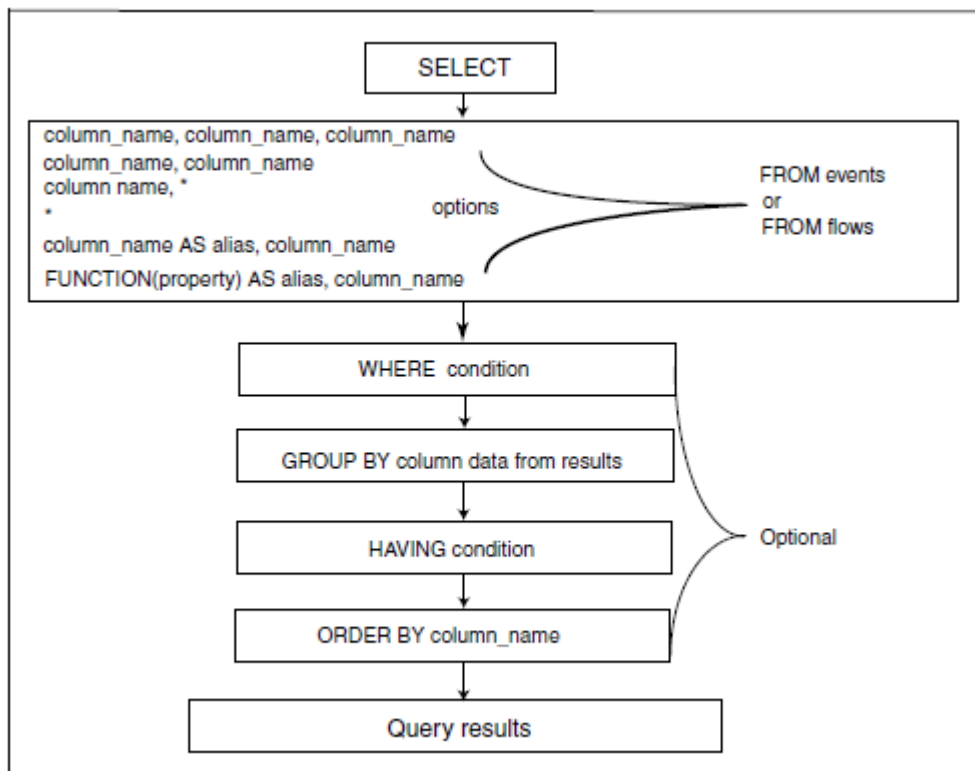 SELECT
column_name, column_name, column_name
column_name, column_name
column name, *
*
column_name AS alias, column_name
FUNCTION(property) AS alias, column_name
options
FROM events
or
FROM flows
WHERE condition
GROUP BY column data from results
HAVING condition
ORDER BY column_name
Optional
Query results